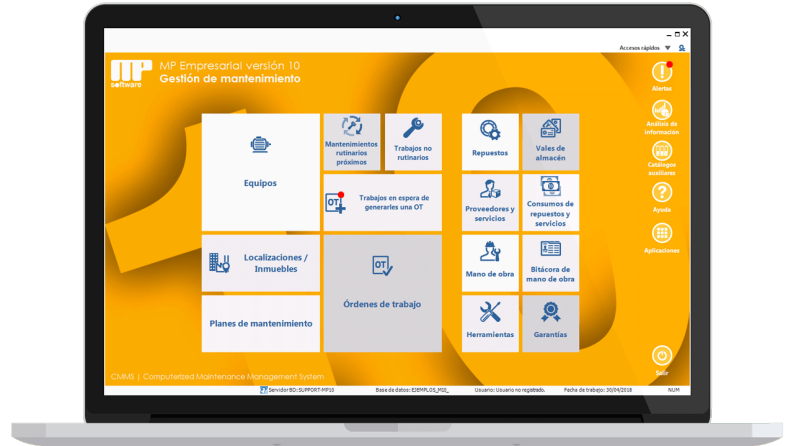 Accesos rápidos
MP
software
MP Empresarial versión 10
Gestión de mantenimiento
Alertas
Análisis de
información
Catálogos
auxiliares
Ayuda
Aplicaciones
Equipos
Mantenimientos
rutinarios
próximos
Trabajos no
rutinarios
OT
Trabajos en espera de
generarles una OT
Localizaciones /
Inmuebles
Planes de mantenimiento
OT
Órdenes de trabajo
Repuestos
Vales de
almacén
Proveedores y
servicios
Consumos de
repuestos y
servicios
Mano de obra
Bitácora de
mano de obra
Herramientas
Garantías
Salir
CMMS | Computerized Maintenance Management System
Servidor BD: SUPPORT-MP10 Base de datos: EJEMPLOS_M10_ Usuario: Usuario no registrado. Fecha de trabajo: 30/04/2018 NUM